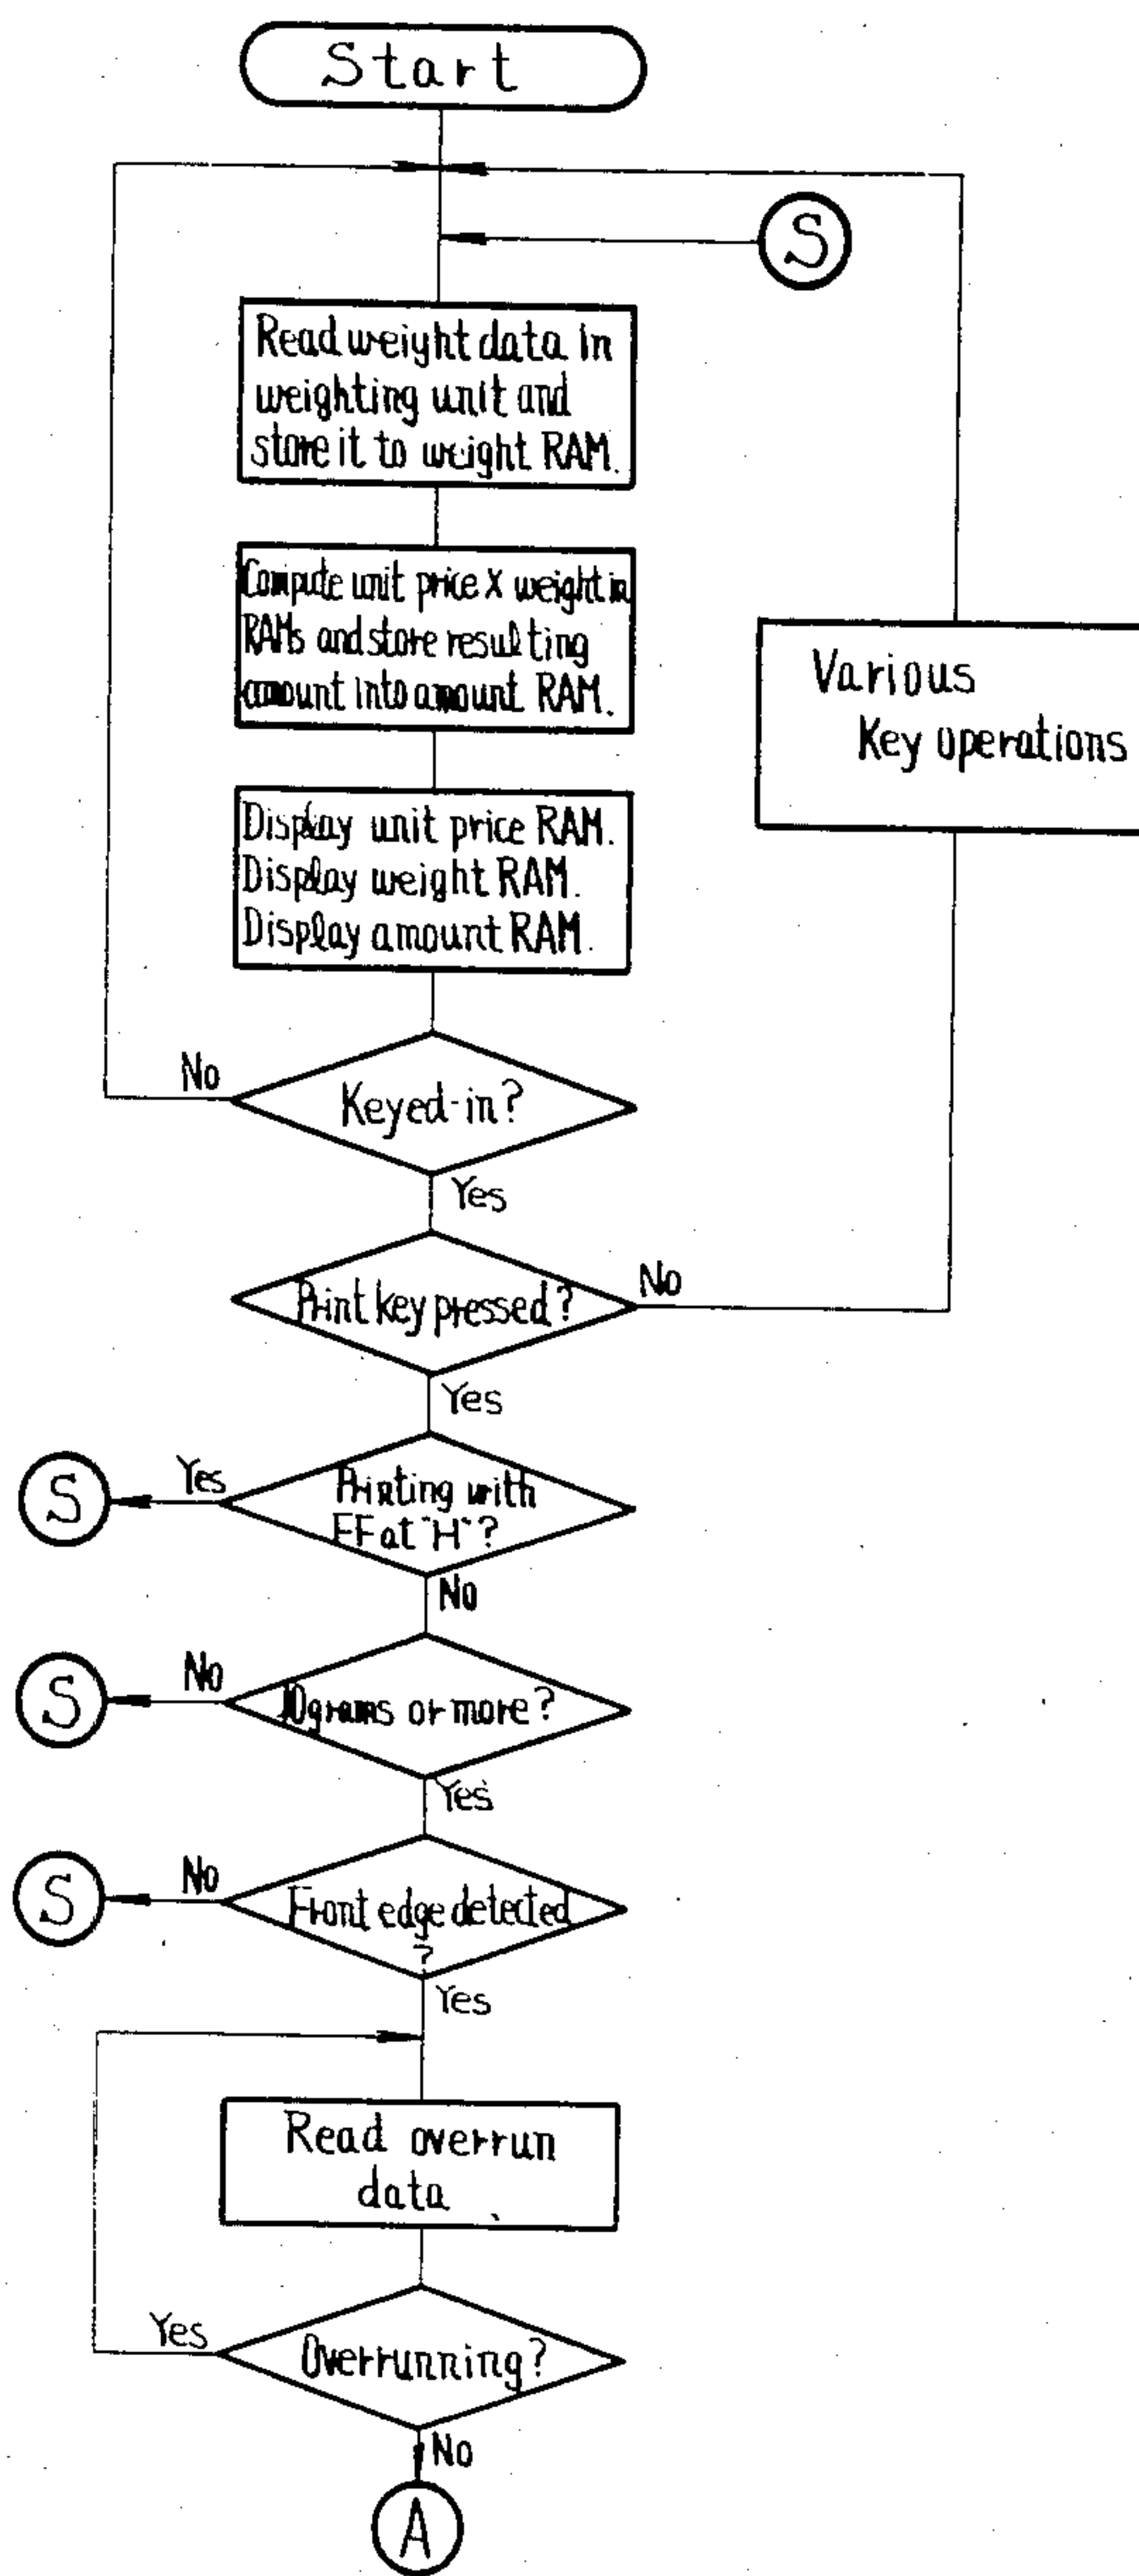 Start
S
Read weight data in
weighting unit and
store it to weight RAM.
Compute unit price X weight in
RAMs and store resulting
amount into amount RAM.
Various
Key operations
Display unit price RAM.
Display weight RAM.
Display amount RAM.
No
Keyed-in?
Yes
Print key pressed?
No
Yes
S
Yes
Printing with
FF at "H"?
No
S
No
10grams or more?
Yes
S
No
Front edge detected
?
Yes
Read overrun
data
Yes
Overrunning?
No
A